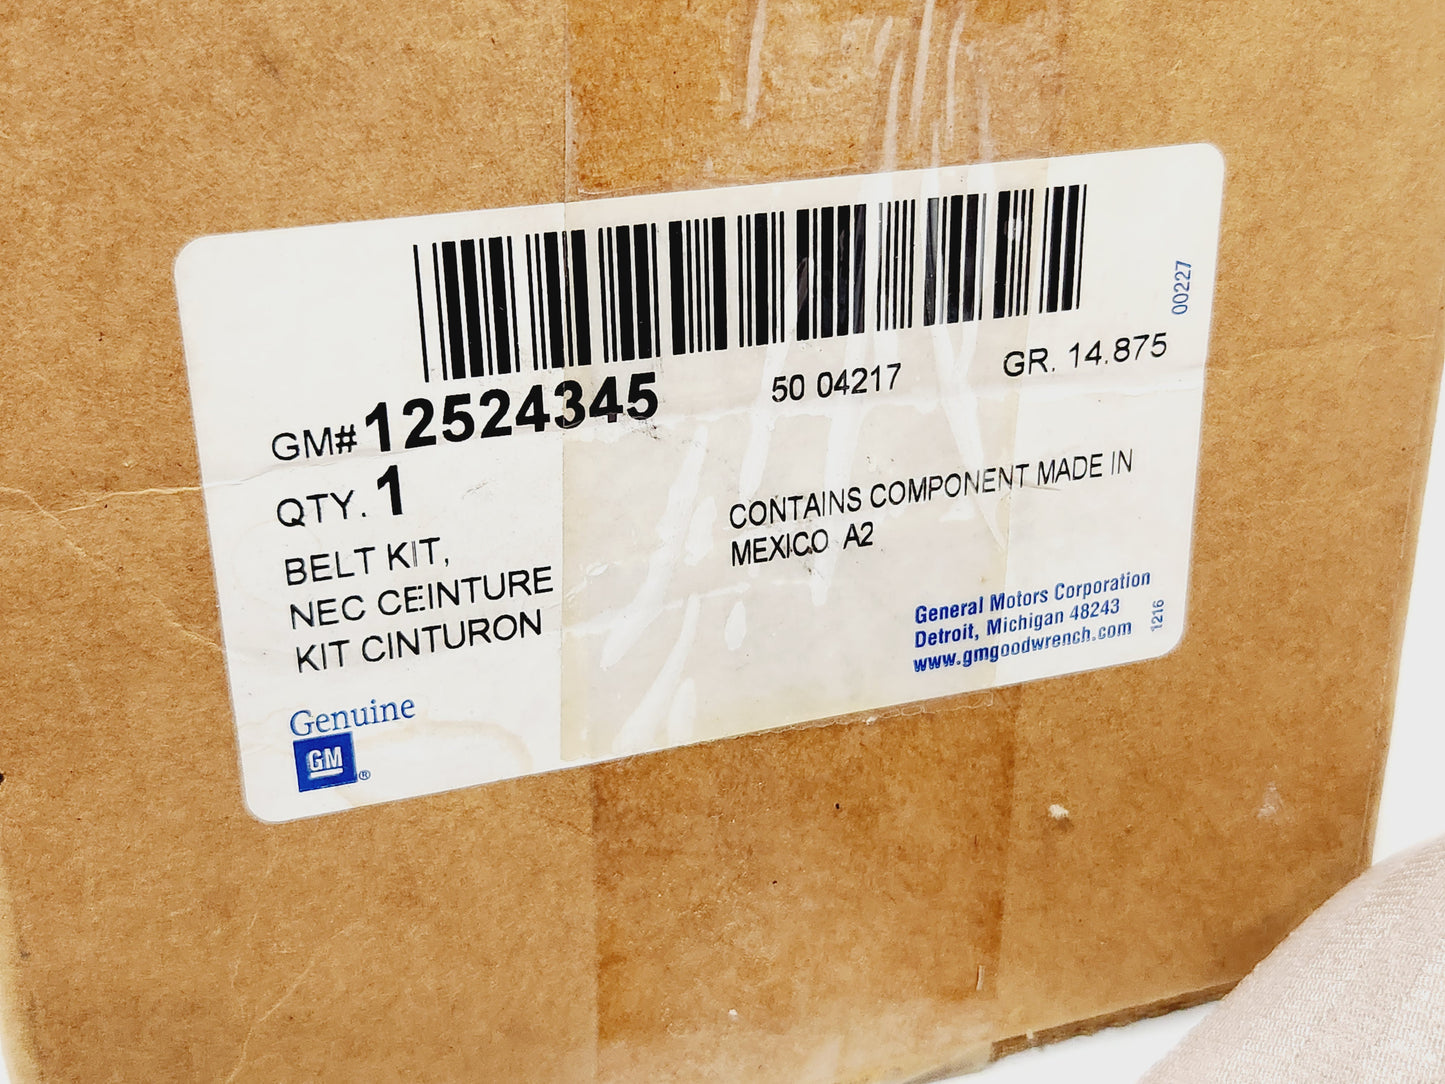 00227
GM# 12524345
50 04217
GR. 14.875
QTY. 1
BELT KIT,
NEC CEINTURE
KIT CINTURON
CONTAINS COMPONENT MADE IN
MEXICO A2
General Motors Corporation
Detroit, Michigan 48243
www.gmgoodwrench.com
1216
Genuine
GM
®